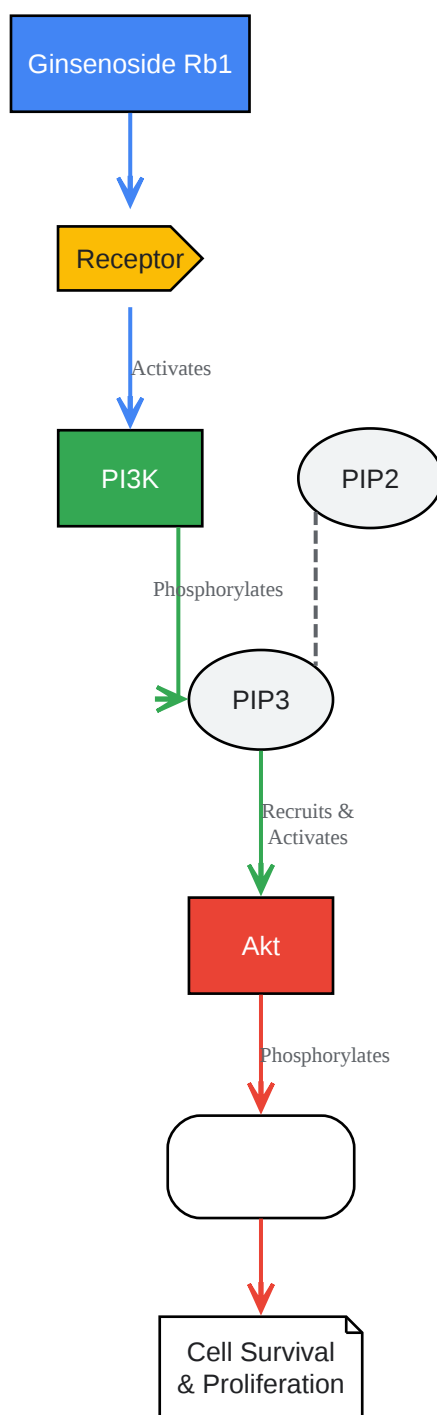 Ginsenoside Rb1
Receptor
Activates
PI3K
PIP2
Phosphorylates
PIP3
Recruits &
Activates
Akt
Phosphorylates
Cell Survival
& Proliferation